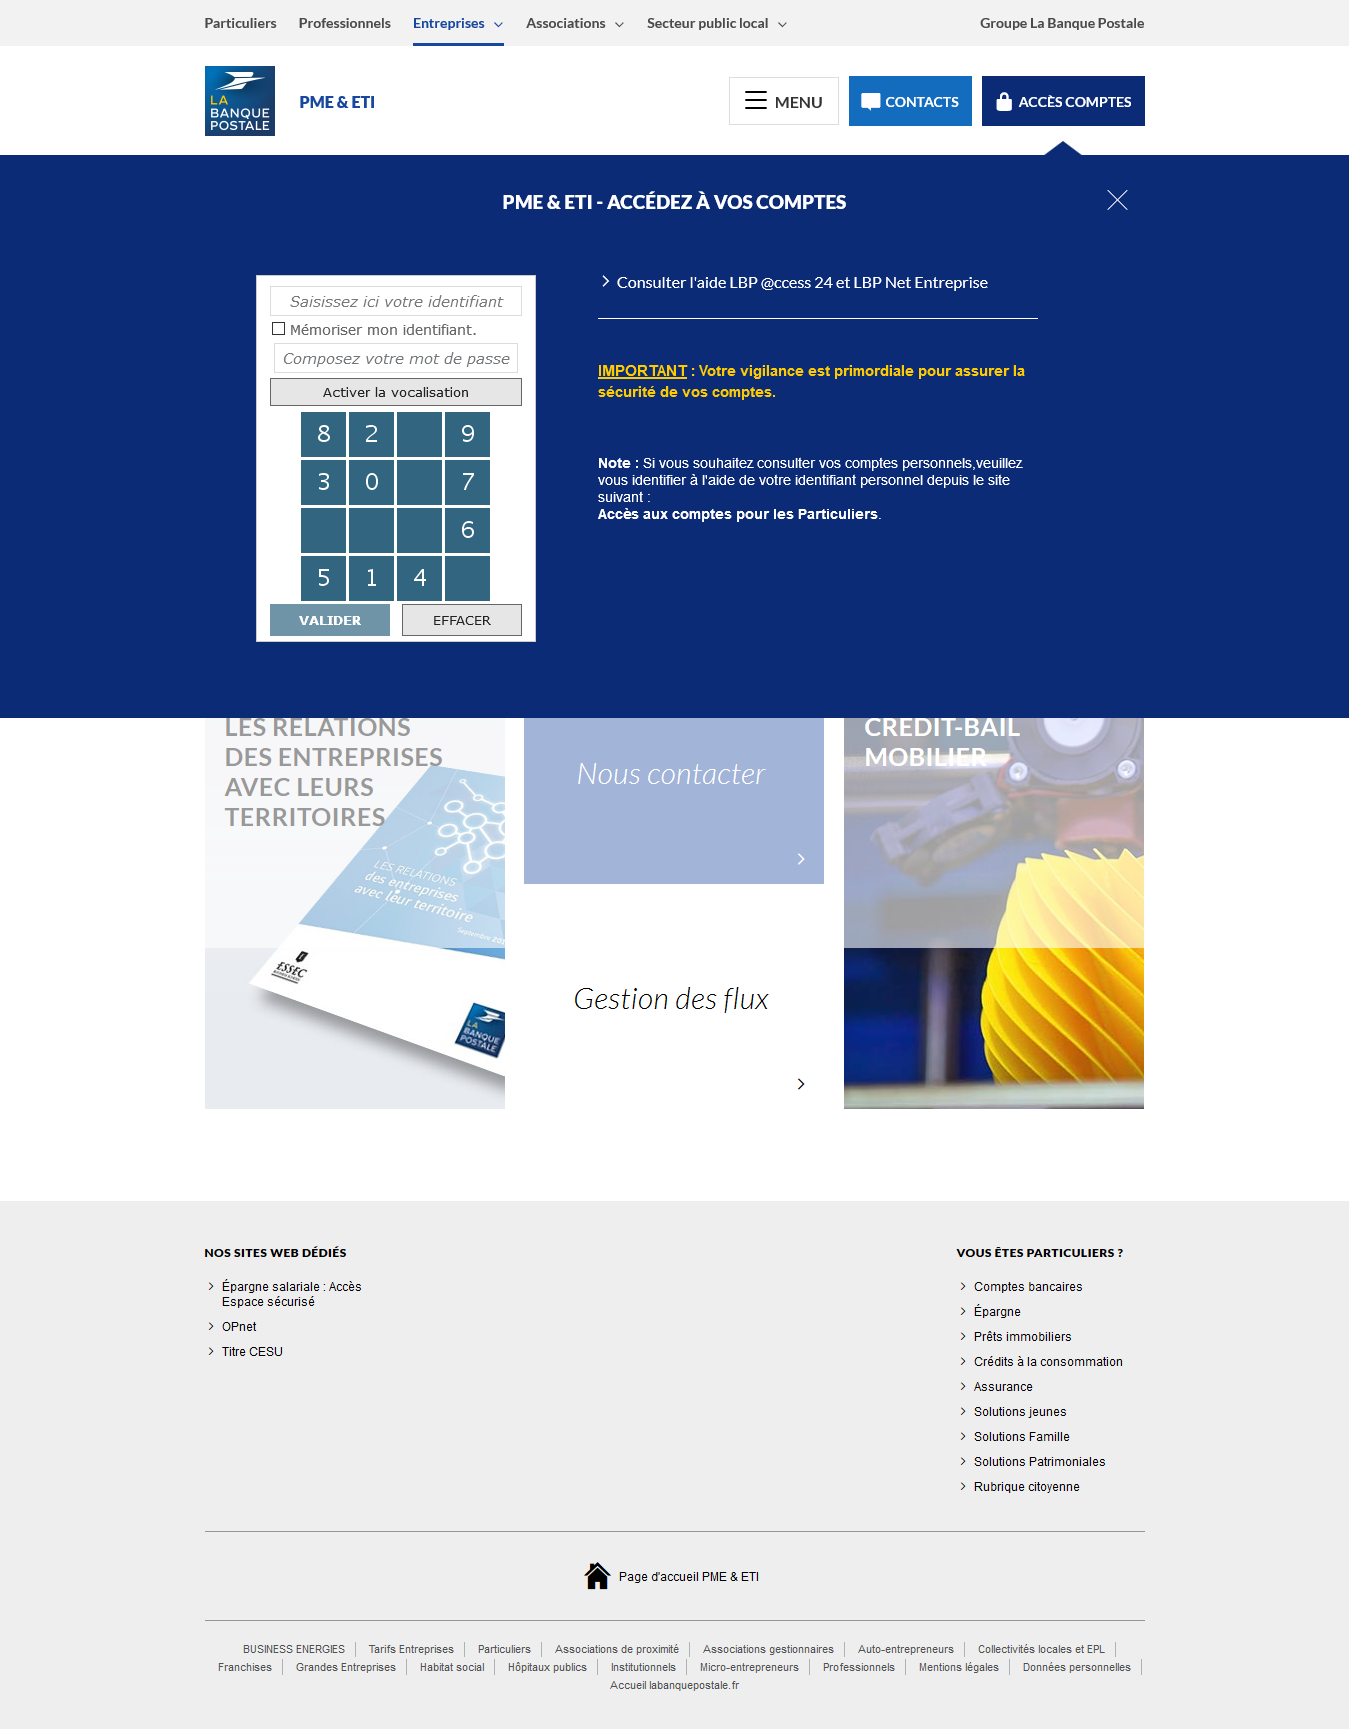 Particuliers Professionnels Entreprises Associations Secteur public local Groupe La Banque Postale
LA
BANQUE
POSTALE
PME & ETI
MENU
CONTACTS
ACCÈS COMPTES
PME & ETI - ACCÉDEZ À VOS COMPTES
Saisissez ici votre identifiant
Mémoriser mon identifiant.
Composez votre mot de passe
Activer la vocalisation
8 2 9
3 0 7
6
5 1 4
VALIDER EFFACER
Consulter l'aide LBP @ccess 24 et LBP Net Entreprise
IMPORTANT : Votre vigilance est primordiale pour assurer la
sécurité de vos comptes.
Note : Si vous souhaitez consulter vos comptes personnels,veuillez
vous identifier à l'aide de votre identifiant personnel depuis le site
suivant :
Accès aux comptes pour les Particuliers.
LES RELATIONS
DES ENTREPRISES
AVEC LEURS
TERRITOIRES
LES RELATIONS
des entreprises
avec leur territoire
Septembre
ESSEC
LA
BANQUE
POSTALE
Nous contacter
Gestion des flux
CREDIT-BAIL
MOBILIER
NOS SITES WEB DÉDIÉS
Épargne salariale : Accès
Espace sécurisé
OPnet
Titre CESU
VOUS ÊTES PARTICULIERS ?
Comptes bancaires
Épargne
Prêts immobiliers
Crédits à la consommation
Assurance
Solutions jeunes
Solutions Famille
Solutions Patrimoniales
Rubrique citoyenne
Page d'accueil PME & ETI
BUSINESS ENERGIES Tarifs Entreprises Particuliers Associations de proximité Associations gestionnaires Auto-entrepreneurs Collectivités locales et EPL
Franchises Grandes Entreprises Habitat social Hôpitaux publics Institutionnels Micro-entrepreneurs Professionnels Mentions légales Données personnelles
Accueil labanquepostale.fr